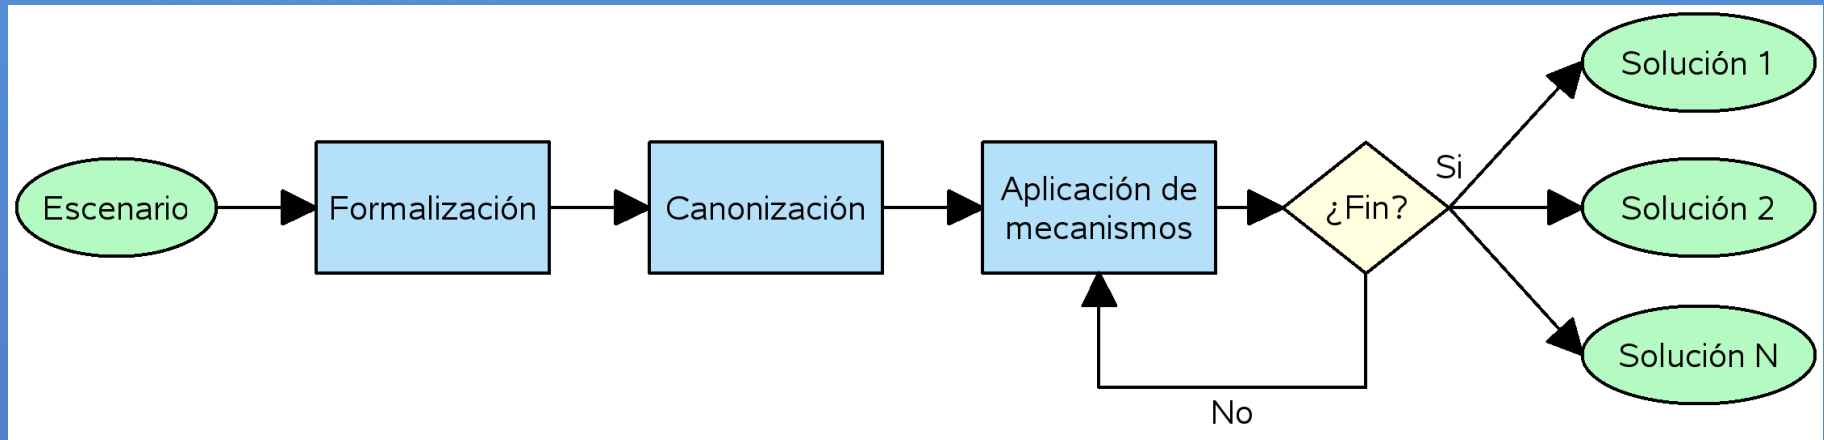 Escenario
Formalización
Canonización
Aplicación de
mecanismos
¿Fin?
Si
No
Solución 1
Solución 2
Solución N